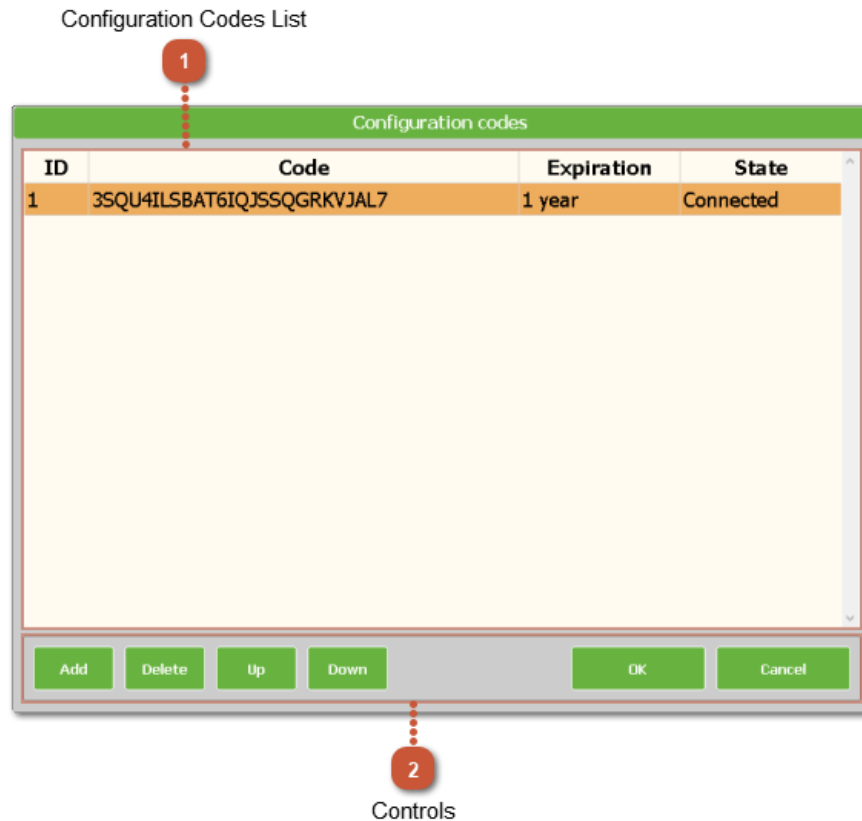 Configuration Codes List
1
Configuration codes
ID Code Expiration State
1 3SQU4ILSBAT6IQJSSQGRKVJAL7 1 year Connected
Add Delete Up Down OK Cancel
2
Controls